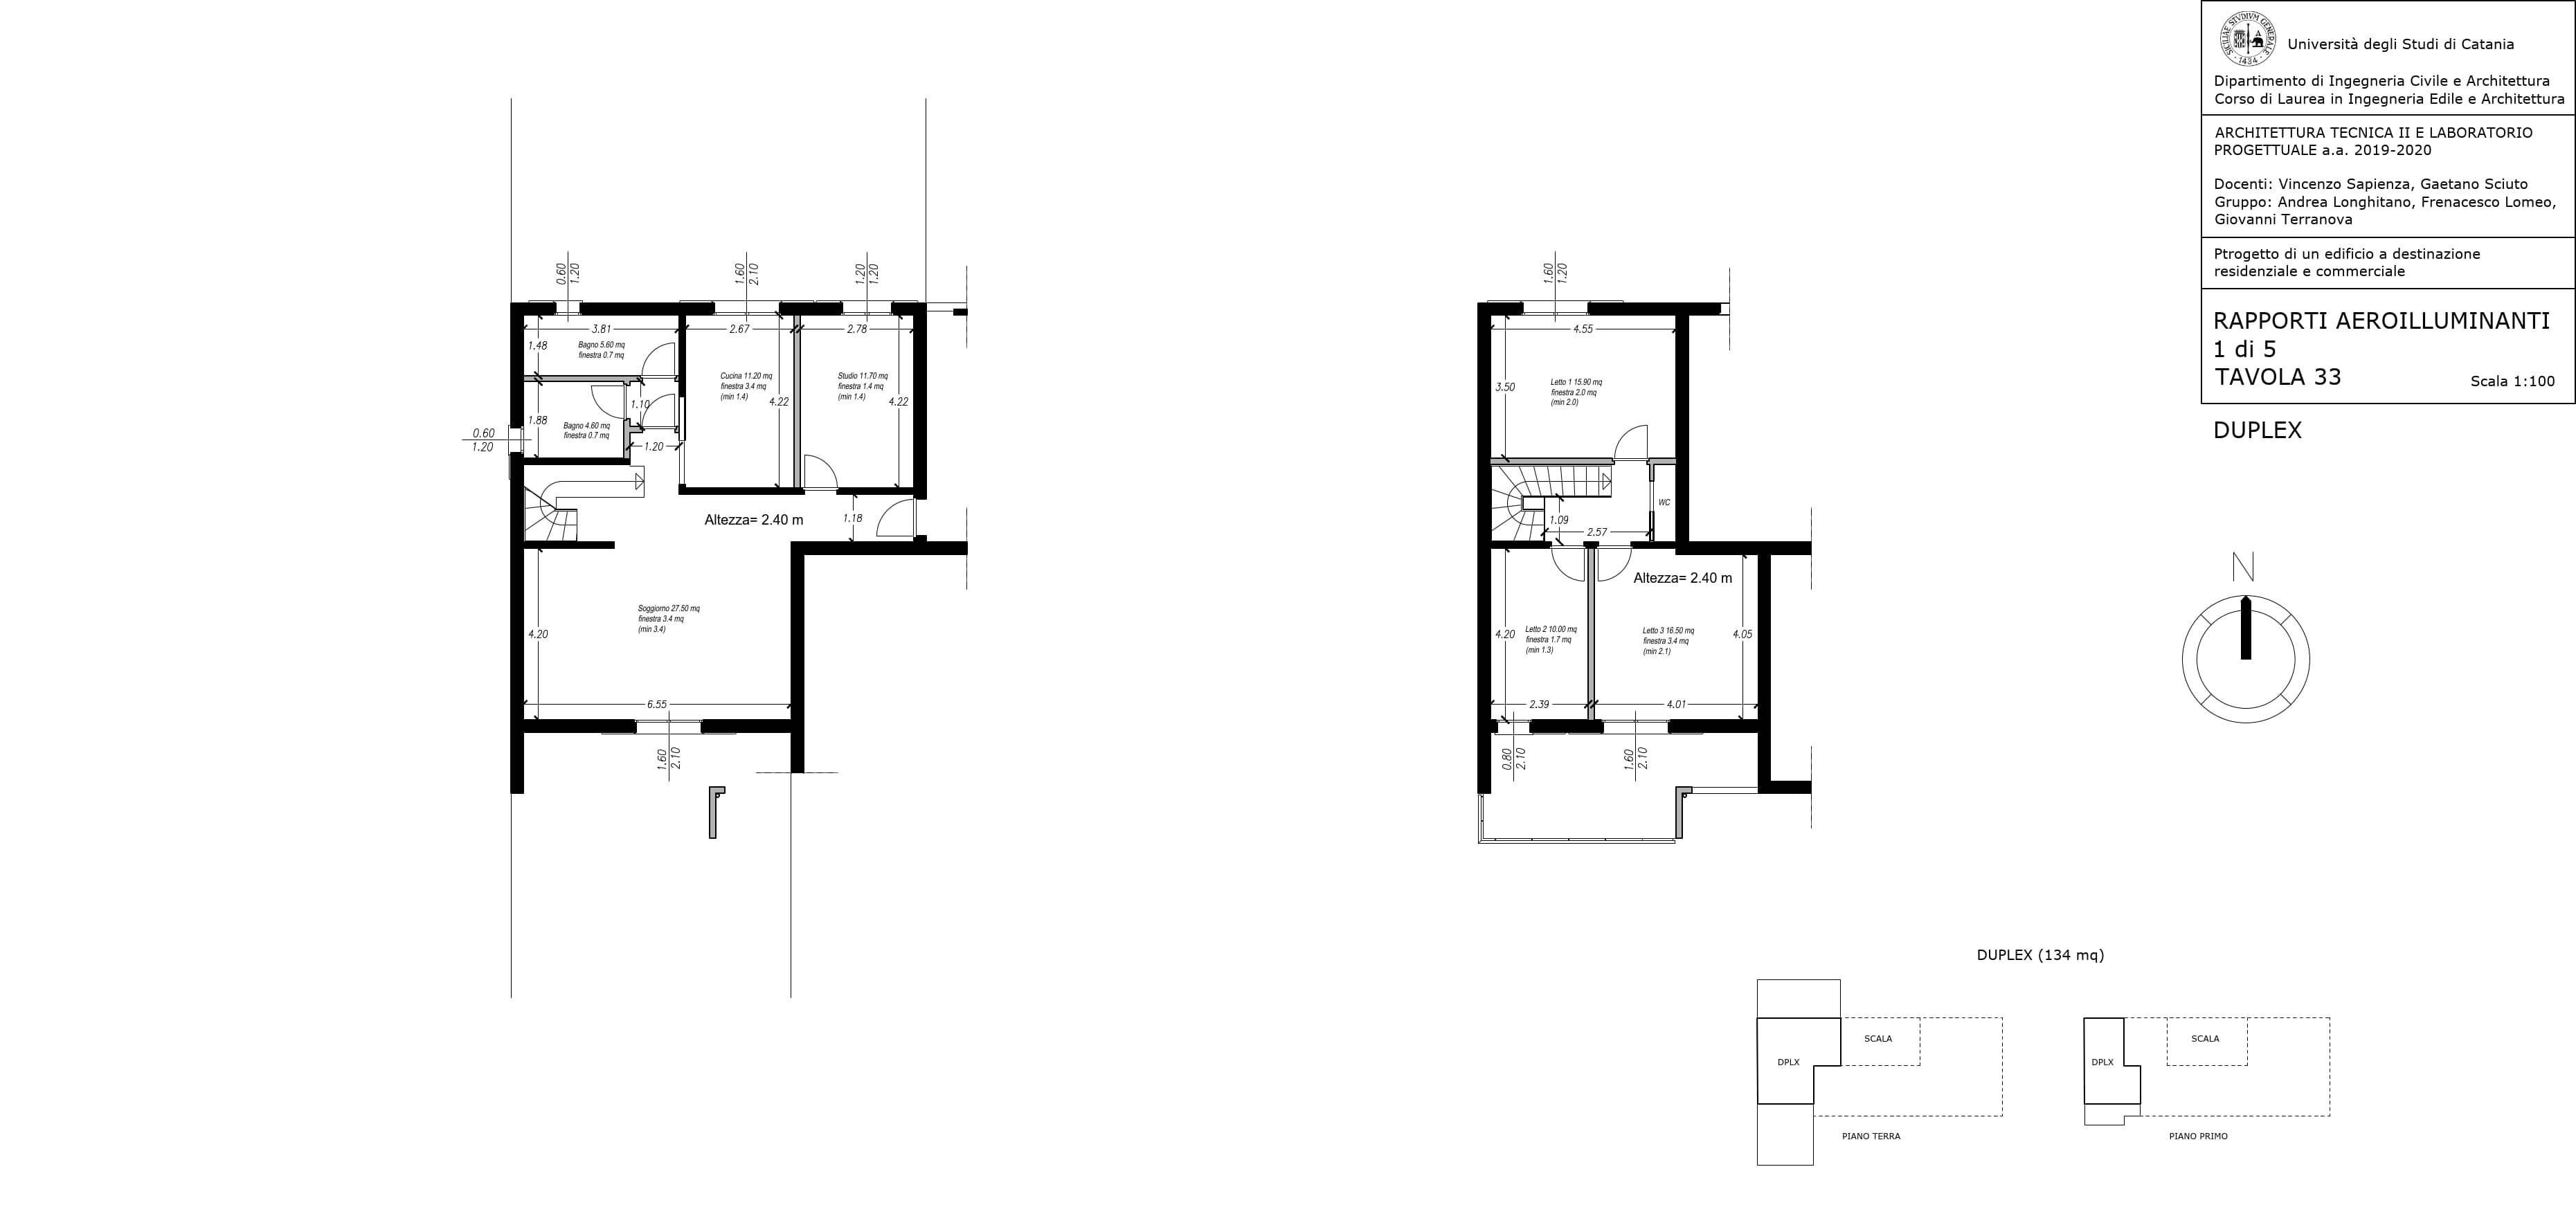 SICILIAE STVDIVM GENERALE
1434
Università degli Studi di Catania
Dipartimento di Ingegneria Civile e Architettura
Corso di Laurea in Ingegneria Edile e Architettura
ARCHITETTURA TECNICA II E LABORATORIO
PROGETTUALE a.a. 2019-2020
Docenti: Vincenzo Sapienza, Gaetano Sciuto
Gruppo: Andrea Longhitano, Frenacesco Lomeo,
Giovanni Terranova
Ptrogetto di un edificio a destinazione
residenziale e commerciale
RAPPORTI AEROILLUMINANTI
1 di 5
TAVOLA 33
Scala 1:100
DUPLEX
0.60
1.20
1.60
2.10
1.20
1.20
3.81
2.67
2.78
1.48
Bagno 5.60 mq
finestra 0.7 mq
Cucina 11.20 mq
finestra 3.4 mq
(min 1.4)
4.22
Studio 11.70 mq
finestra 1.4 mq
(min 1.4)
4.22
1.10
1.88
Bagno 4.60 mq
finestra 0.7 mq
0.60
1.20
1.20
Altezza= 2.40 m
1.18
Soggiorno 27.50 mq
finestra 3.4 mq
(min 3.4)
4.20
6.55
1.60
2.10
1.60
1.20
4.55
3.50
Letto 1 15.90 mq
finestra 2.0 mq
(min 2.0)
WC
1.09
2.57
Altezza= 2.40 m
4.20
Letto 2 10.00 mq
finestra 1.7 mq
(min 1.3)
Letto 3 16.50 mq
finestra 3.4 mq
(min 2.1)
4.05
2.39
4.01
0.80
2.10
1.60
2.10
N
DUPLEX (134 mq)
SCALA
DPLX
PIANO TERRA
SCALA
DPLX
PIANO PRIMO